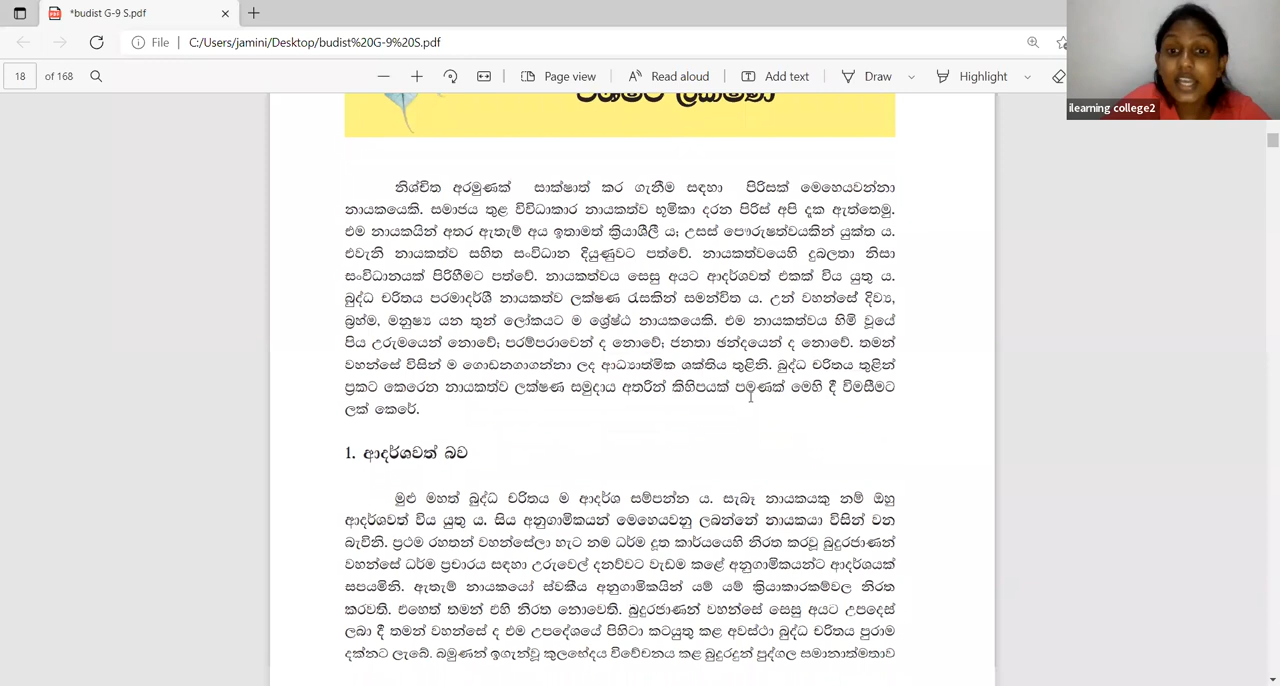 *budist G-9 S.pdf
File C:/Users/jamini/Desktop/budist%20G-9%20S.pdf
18 of 168 Page view Read aloud Add text Draw Highlight
ilearning college2
ලක්ෂණ
නිශ්චිත අරමුණක් සාක්ෂාත් කර ගැනීම සඳහා පිරිසක් මෙහෙයවන්නා
නායකයෙකි. සමාජය තුළ විවිධාකාර නායකත්ව භූමිකා දරන පිරිස් අපි දැක ඇත්තෙමු.
එම නායකයින් අතර ඇතැම් අය ඉතාමත් ක්‍රියාශීලී ය; උසස් පෞරුෂත්වයකින් යුක්ත ය.
එවැනි නායකත්ව සහිත සංවිධාන දියුණුවට පත්වේ. නායකත්වයෙහි දුබලතා නිසා
සංවිධානයක් පිරිහීමට පත්වේ. නායකත්වය සෙසු අයට ආදර්ශවත් එකක් විය යුතු ය.
බුද්ධ චරිතය පරමාදර්ශී නායකත්ව ලක්ෂණ රැසකින් සමන්විත ය. උන් වහන්සේ දිව්‍ය,
බ්‍රහ්ම, මනුෂ්‍ය යන තුන් ලෝකයට ම ශ්‍රේෂ්ඨ නායකයෙකි. එම නායකත්වය හිමි වූයේ
පිය උරුමයෙන් නොවේ; පරම්පරාවෙන් ද නොවේ; ජනතා ඡන්දයෙන් ද නොවේ. තමන්
වහන්සේ විසින් ම ගොඩනගාගන්නා ලද ආධ්‍යාත්මික ශක්තිය තුළිනි. බුද්ධ චරිතය තුළින්
ප්‍රකට කෙරෙන නායකත්ව ලක්ෂණ සමුදාය අතරින් කිහිපයක් පමණක් මෙහි දී විමසීමට
ලක් කෙරේ.
1. ආදර්ශවත් බව
මුළු මහත් බුද්ධ චරිතය ම ආදර්ශ සම්පන්න ය. සැබෑ නායකයකු නම් ඔහු
ආදර්ශවත් විය යුතු ය. සිය අනුගාමිකයන් මෙහෙයවනු ලබන්නේ නායකයා විසින් වන
බැවිනි. ප්‍රථම රහතන් වහන්සේලා හැට නම ධර්ම දූත කාර්යයෙහි නිරත කරවූ බුදුරජාණන්
වහන්සේ ධර්ම ප්‍රචාරය සඳහා උරුවෙල් දනව්වට වැඩම කළේ අනුගාමිකයන්ට ආදර්ශයක්
සපයමිනි. ඇතැම් නායකයෝ ස්වකීය අනුගාමිකයින් යම් යම් ක්‍රියාකාරකම්වල නිරත
කරවති. එහෙත් තමන් එහි නිරත නොවෙති. බුදුරජාණන් වහන්සේ සෙසු අයට උපදෙස්
ලබා දී තමන් වහන්සේ ද එම උපදේශයේ පිහිටා කටයුතු කළ අවස්ථා බුද්ධ චරිතය පුරාම
දක්නට ලැබේ. බමුණන් ඉගැන්වූ කුලභේදය විවේචනය කළ බුදුරදුන් පුද්ගල සමානාත්මතාව